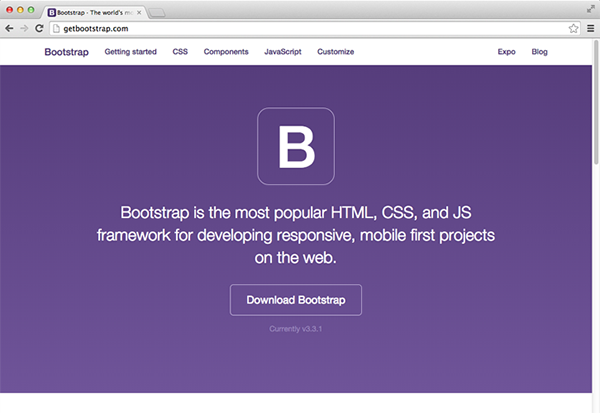 Bootstrap - The world's m
getbootstrap.com
Bootstrap Getting started CSS Components JavaScript Customize Expo Blog
B
Bootstrap is the most popular HTML, CSS, and JS
framework for developing responsive, mobile first projects
on the web.
Download Bootstrap
Currently v3.3.1